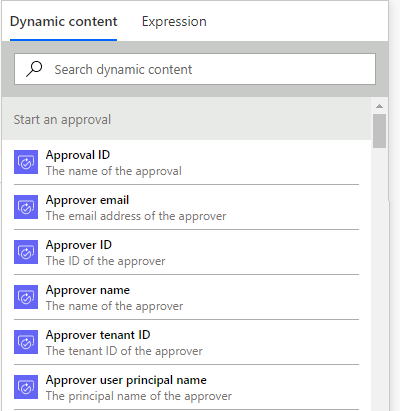 Dynamic content Expression
Search dynamic content
Start an approval
Approval ID
The name of the approval
Approver email
The email address of the approver
Approver ID
The ID of the approver
Approver name
The name of the approver
Approver tenant ID
The tenant ID of the approver
Approver user principal name
The principal name of the approver